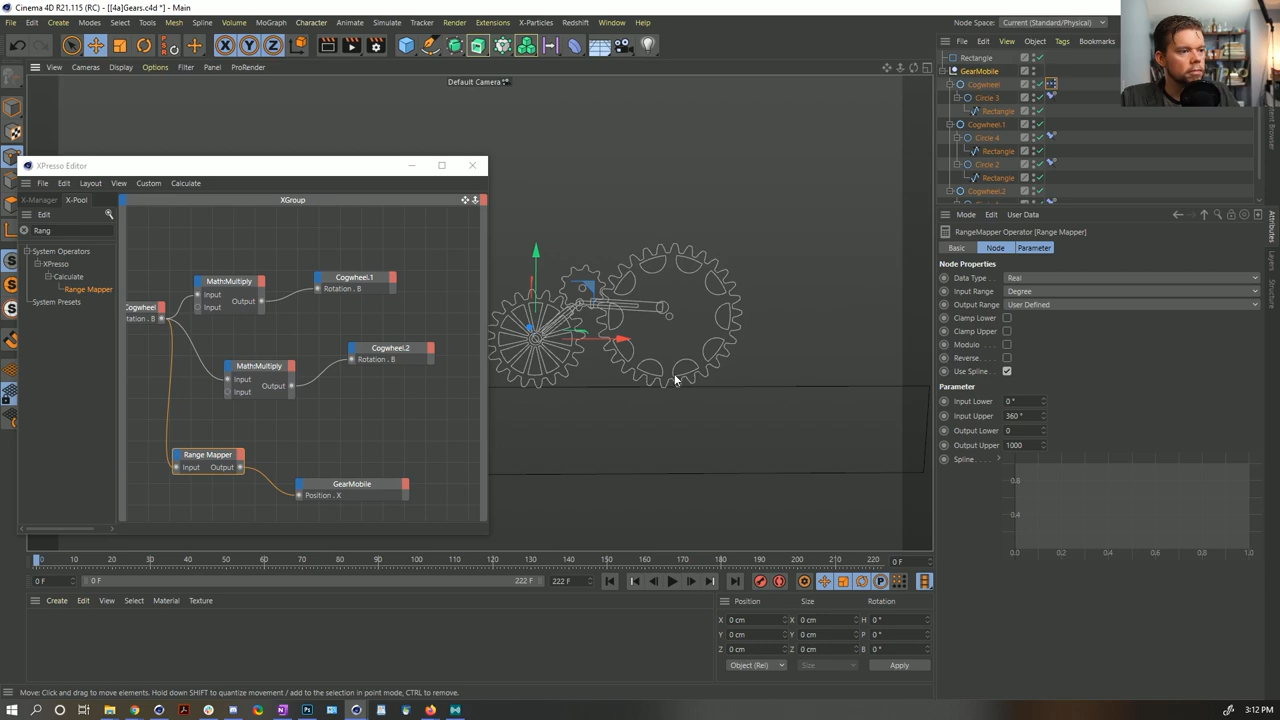 Cinema 4D R21.115 (RC) - [[4a]Gears.c4d *] - Main
File Edit Create Modes Select Tools Mesh Spline Volume MoGraph Character Animate Simulate Tracker Render Extensions X-Particles Redshift Window Help
Node Space: Current (Standard/Physical)
View Cameras Display Options Filter Panel ProRender
File Edit View Object Tags Bookmarks
Default Camera
Rectangle
GearMobile
Cogwheel
Circle 3
Rectangle
Cogwheel.1
Circle 4
Rectangle
Circle 2
Rectangle
Cogwheel.2
XPresso Editor
File Edit Layout View Custom Calculate
X-Manager X-Pool
XGroup
Edit
Rang
System Operators
XPresso
Calculate
Range Mapper
System Presets
Math:Multiply
Input
Output
Input
Cogwheel.1
Rotation . B
Cogwheel
tation . B
Math:Multiply
Input
Output
Input
Cogwheel.2
Rotation . B
Range Mapper
Input Output
GearMobile
Position . X
Mode Edit User Data
RangeMapper Operator [Range Mapper]
Basic Node Parameter
Node Properties
Data Type . . Real
Input Range Degree
Output Range User Defined
Clamp Lower
Clamp Upper
Modulo
Reverse
Use Spline
Parameter
Input Lower 0 °
Input Upper 360 °
Output Lower 0
Output Upper 1000
Spline
0.8
0.4
0.0 0.2 0.4 0.6 0.8 1.0
Content Browser
Attributes
Structure
0 10 20 30 40 50 60 70 80 90 100 110 120 130 140 150 160 170 180 190 200 210 220 0 F
0 F 0 F 222 F 222 F
Create Edit View Select Material Texture
Position Size Rotation
X 0 cm X 0 cm H 0 °
Y 0 cm Y 0 cm P 0 °
Z 0 cm Z 0 cm B 0 °
Object (Rel) Size Apply
Move: Click and drag to move elements. Hold down SHIFT to quantize movement / add to the selection in point mode, CTRL to remove.
3:12 PM